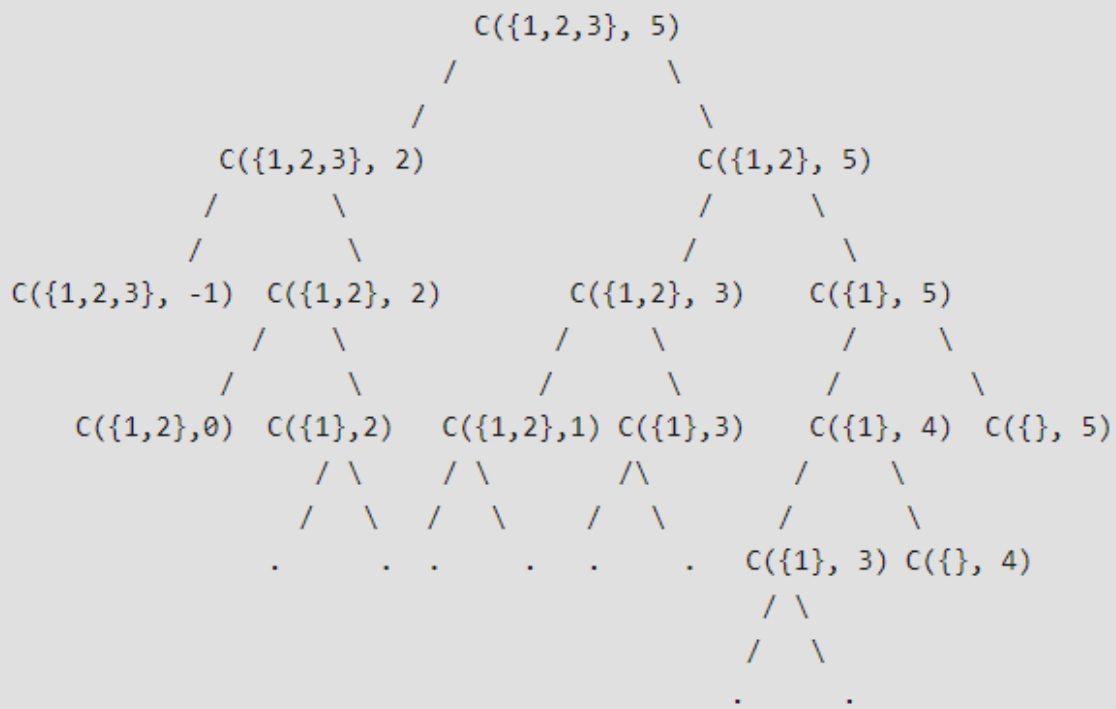 C({1,2,3}, 5)
/ \
/ \
C({1,2,3}, 2) C({1,2}, 5)
/ \ / \
/ \ / \
C({1,2,3}, -1) C({1,2}, 2) C({1,2}, 3) C({1}, 5)
/ \ / \ / \
/ \ / \ / \
C({1,2},0) C({1},2) C({1,2},1) C({1},3) C({1}, 4) C({}, 5)
/ \ / \ /\ / \
/ \ / \ / \ / \
. . . . . . C({1}, 3) C({}, 4)
/ \
/ \
. .